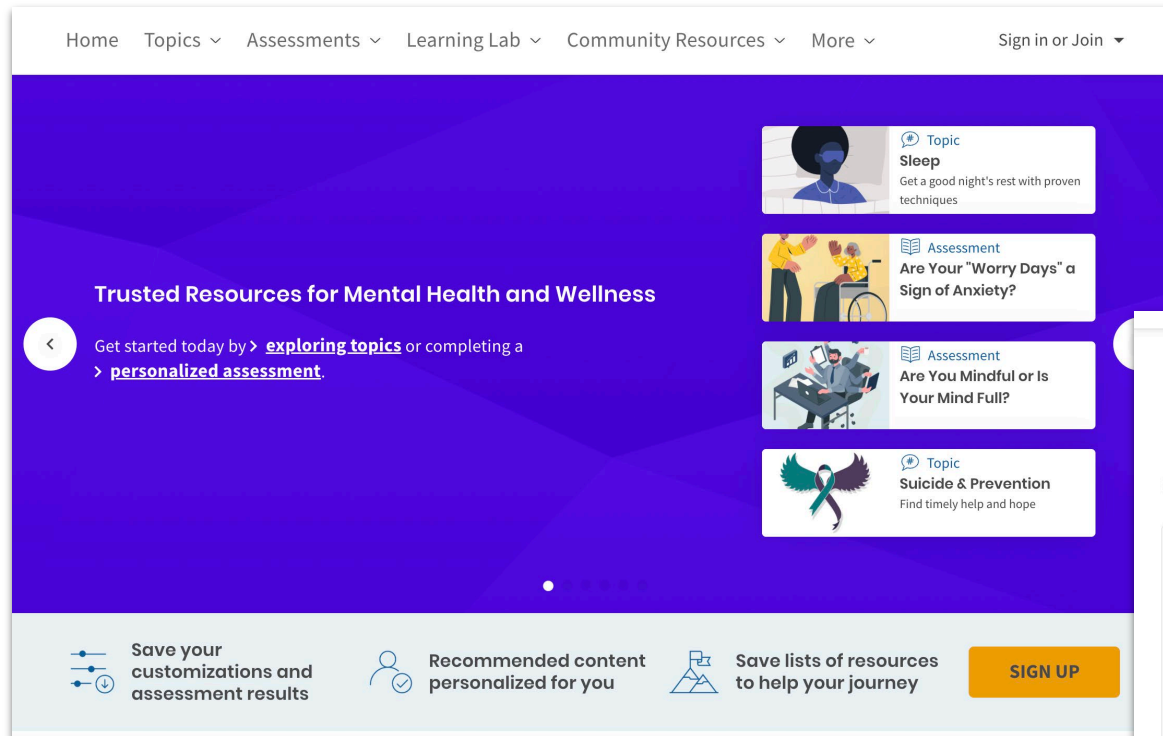 Home Topics Assessments Learning Lab Community Resources More Sign in or Join
Trusted Resources for Mental Health and Wellness
Get started today by > exploring topics or completing a
> personalized assessment.
Topic
Sleep
Get a good night's rest with proven
techniques
Assessment
Are Your "Worry Days" a
Sign of Anxiety?
Assessment
Are You Mindful or Is
Your Mind Full?
Topic
Suicide & Prevention
Find timely help and hope
Save your
customizations and
assessment results
Recommended content
personalized for you
Save lists of resources
to help your journey
SIGN UP